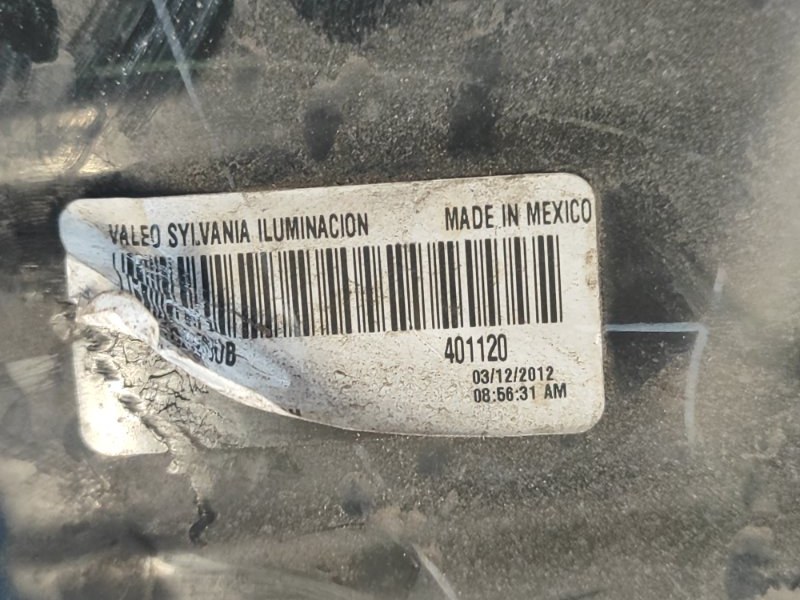 VALEO SYLVANIA ILUMINACION MADE IN MEXICO
401120
03/12/2012
08:56:31 AM